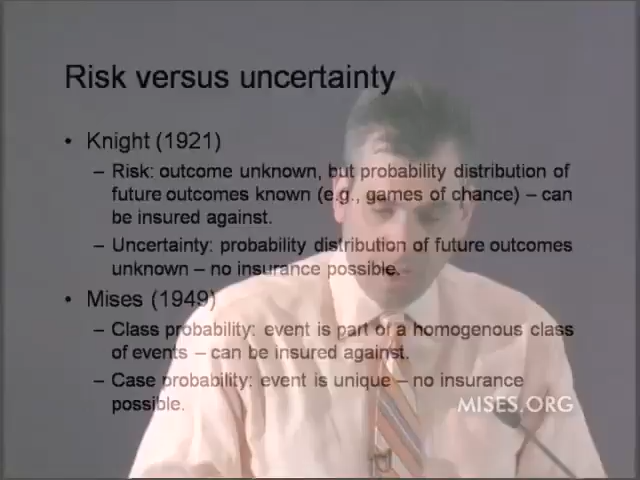 Risk versus uncertainty
• Knight (1921)
– Risk: outcome unknown, but probability distribution of
future outcomes known (e.g., games of chance) – can
be insured against.
– Uncertainty: probability distribution of future outcomes
unknown – no insurance possible.
• Mises (1949)
– Class probability: event is part of a homogenous class
of events – can be insured against.
– Case probability: event is unique – no insurance
possible.
MISES.ORG